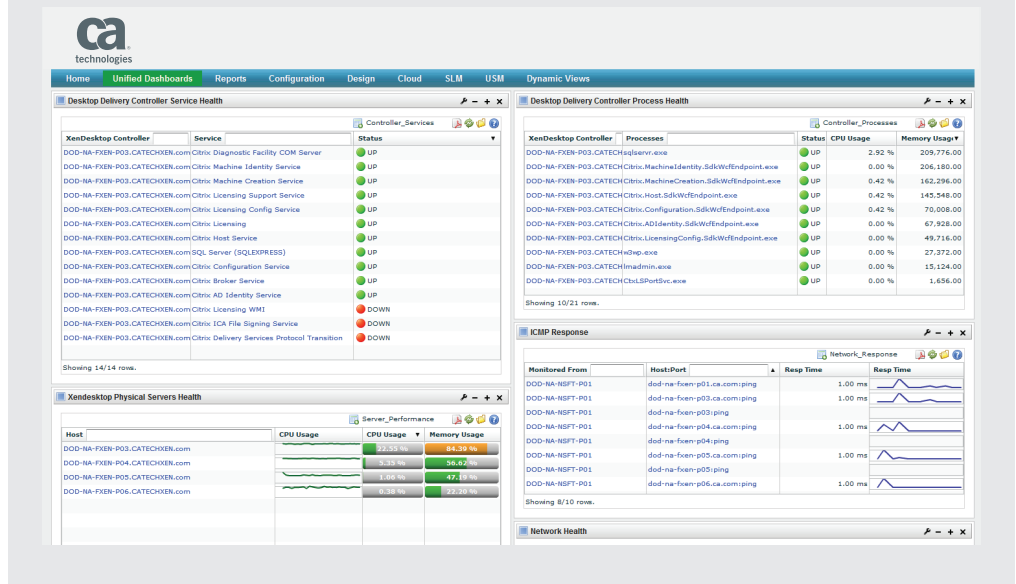 ca
technologies
Home Unified Dashboards Reports Configuration Design Cloud SLM USM Dynamic Views
Desktop Delivery Controller Service Health
Controller_Services
XenDesktop Controller Service Status
DOD-NA-FXEN-P03.CATECHXEN.com Citrix Diagnostic Facility COM Server UP
DOD-NA-FXEN-P03.CATECHXEN.com Citrix Machine Identity Service UP
DOD-NA-FXEN-P03.CATECHXEN.com Citrix Machine Creation Service UP
DOD-NA-FXEN-P03.CATECHXEN.com Citrix Licensing Support Service UP
DOD-NA-FXEN-P03.CATECHXEN.com Citrix Licensing Config Service UP
DOD-NA-FXEN-P03.CATECHXEN.com Citrix Licensing UP
DOD-NA-FXEN-P03.CATECHXEN.com Citrix Host Service UP
DOD-NA-FXEN-P03.CATECHXEN.com SQL Server (SQLEXPRESS) UP
DOD-NA-FXEN-P03.CATECHXEN.com Citrix Configuration Service UP
DOD-NA-FXEN-P03.CATECHXEN.com Citrix Broker Service UP
DOD-NA-FXEN-P03.CATECHXEN.com Citrix AD Identity Service UP
DOD-NA-FXEN-P03.CATECHXEN.com Citrix Licensing WMI DOWN
DOD-NA-FXEN-P03.CATECHXEN.com Citrix ICA File Signing Service DOWN
DOD-NA-FXEN-P03.CATECHXEN.com Citrix Delivery Services Protocol Transition DOWN
Showing 14/14 rows.
Xendesktop Physical Servers Health
Server_Performance
Host CPU Usage CPU Usage Memory Usage
DOD-NA-FXEN-P03.CATECHXEN.com 22.55 % 84.39 %
DOD-NA-FXEN-P04.CATECHXEN.com 5.35 % 56.62 %
DOD-NA-FXEN-P05.CATECHXEN.com 1.06 % 47.19 %
DOD-NA-FXEN-P06.CATECHXEN.com 0.38 % 22.20 %
Desktop Delivery Controller Process Health
Controller_Processes
XenDesktop Controller Processes Status CPU Usage Memory Usage
DOD-NA-FXEN-P03.CATECH sqlservr.exe UP 2.92 % 209,776.00
DOD-NA-FXEN-P03.CATECH Citrix.MachineIdentity.SdkWcfEndpoint.exe UP 0.00 % 206,180.00
DOD-NA-FXEN-P03.CATECH Citrix.MachineCreation.SdkWcfEndpoint.exe UP 0.42 % 162,296.00
DOD-NA-FXEN-P03.CATECH Citrix.Host.SdkWcfEndpoint.exe UP 0.42 % 145,548.00
DOD-NA-FXEN-P03.CATECH Citrix.Configuration.SdkWcfEndpoint.exe UP 0.42 % 70,008.00
DOD-NA-FXEN-P03.CATECH Citrix.ADIdentity.SdkWcfEndpoint.exe UP 0.00 % 67,928.00
DOD-NA-FXEN-P03.CATECH Citrix.LicensingConfig.SdkWcfEndpoint.exe UP 0.00 % 49,716.00
DOD-NA-FXEN-P03.CATECH w3wp.exe UP 0.00 % 27,372.00
DOD-NA-FXEN-P03.CATECH lmadmin.exe UP 0.00 % 15,124.00
DOD-NA-FXEN-P03.CATECH CtxLSPortSvc.exe UP 0.00 % 1,656.00
Showing 10/21 rows.
ICMP Response
Network_Response
Monitored From Host:Port Resp Time Resp Time
DOD-NA-NSFT-P01 dod-na-fxen-p01.ca.com:ping 1.00 ms
DOD-NA-NSFT-P01 dod-na-fxen-p03.ca.com:ping 1.00 ms
DOD-NA-NSFT-P01 dod-na-fxen-p03:ping
DOD-NA-NSFT-P01 dod-na-fxen-p04.ca.com:ping 1.00 ms
DOD-NA-NSFT-P01 dod-na-fxen-p04:ping
DOD-NA-NSFT-P01 dod-na-fxen-p05.ca.com:ping 1.00 ms
DOD-NA-NSFT-P01 dod-na-fxen-p05:ping
DOD-NA-NSFT-P01 dod-na-fxen-p06.ca.com:ping 1.00 ms
Showing 8/10 rows.
Network Health